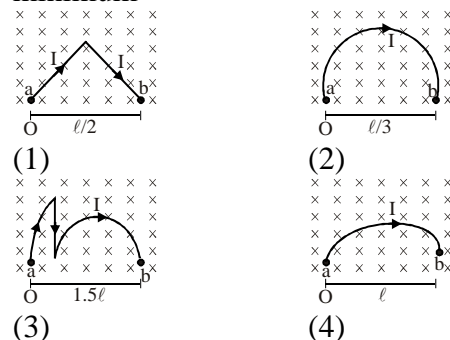 I I
a b
O ℓ/2
(1)
I
a b
O ℓ/3
(2)
I
a b
O 1.5ℓ
(3)
I
a b
O ℓ
(4)